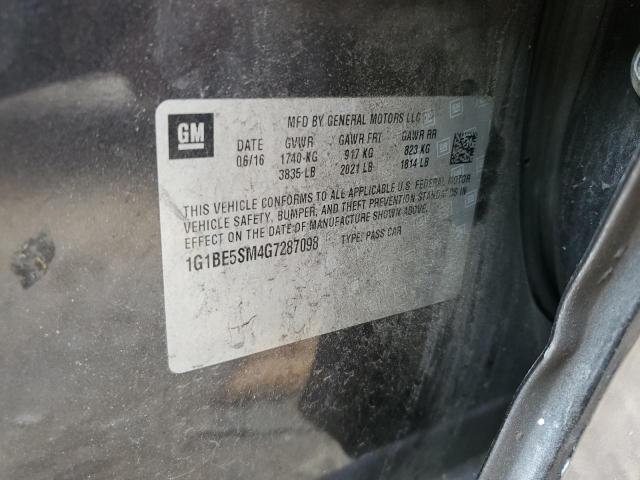 GM
MFD BY GENERAL MOTORS LLC
DATE GVWR GAWR FRT GAWR RR
06/16 1740 KG 917 KG 823 KG
3835 LB 2021 LB 1814 LB
THIS VEHICLE CONFORMS TO ALL APPLICABLE U.S. FEDERAL MOTOR
VEHICLE SAFETY, BUMPER, AND THEFT PREVENTION STANDARDS IN
EFFECT ON THE DATE OF MANUFACTURE SHOWN ABOVE.
1G1BE5SM4G7287098 TYPE: PASS CAR